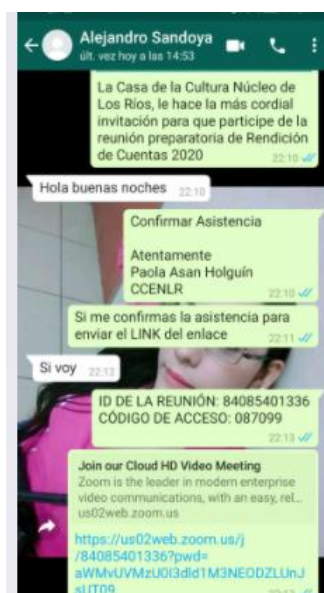 Alejandro Sandoya
últ. vez hoy a las 14:53
La Casa de la Cultura Núcleo de
Los Ríos, le hace la más cordial
invitación para que participe de la
reunión preparatoria de Rendición
de Cuentas 2020
22:10
Hola buenas noches 22:10
Confirmar Asistencia
Atentamente
Paola Asan Holguín
CCENLR
22:10
Si me confirmas la asistencia para
enviar el LINK del enlace
22:11
Si voy 22:13
ID DE LA REUNIÓN: 84085401336
CÓDIGO DE ACCESO: 087099
22:13
Join our Cloud HD Video Meeting
Zoom is the leader in modern enterprise
video communications, with an easy, rel...
us02web.zoom.us
https://us02web.zoom.us/j
/84085401336?pwd=